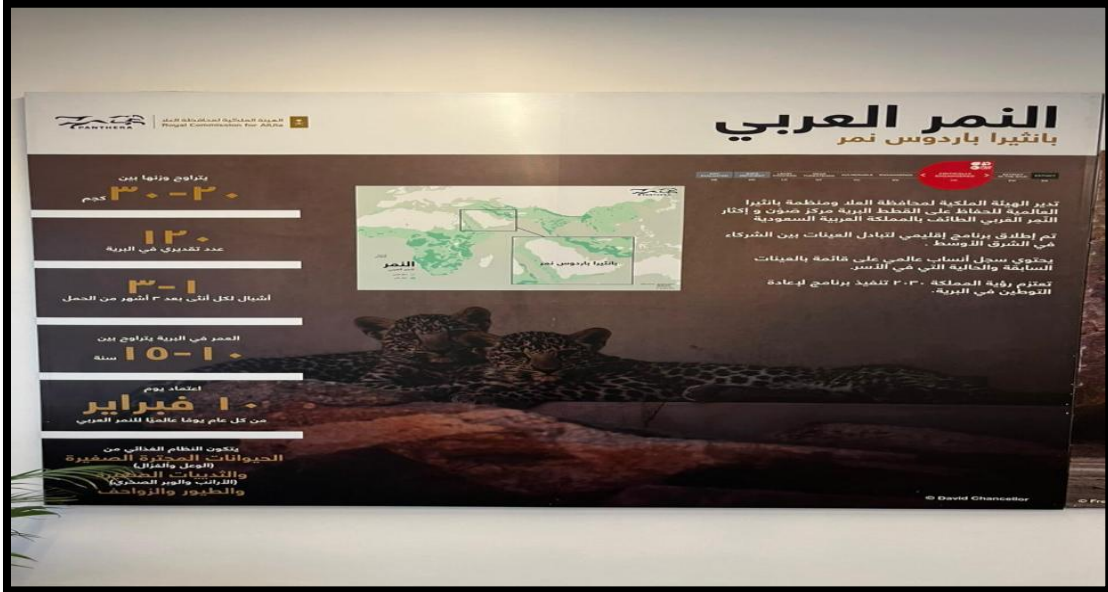 النمر العربي
بانثيرا باردوس نمر
PANTHERA
الهيئة الملكية لمحافظة العلا
Royal Commission for AlUla
تدير الهيئة الملكية لمحافظة العلا ومنظمة بانثيرا
العالمية للحفاظ على القطط البرية مركز صون و إكثار
النمر العربي الطائف بالمملكة العربية السعودية
تم إطلاق برنامج إقليمي لتبادل العينات بين الشركاء
في الشرق الأوسط .
يحتوي سجل أنساب عالمي على قائمة بالعينات
السابقة والحالية التي في الأسر.
تعتزم رؤية المملكة ٢٠٣٠ تنفيذ برنامج لإعادة
التوطين في البرية.
النمر
بانثيرا باردوس نمر
يتراوح وزنها بين
٢٠-٣٠ كجم
١٢٠
عدد تقديري في البرية
١-٣
أشبال لكل أنثى بعد ٣ أشهر من الحمل
العمر في البرية يتراوح بين
١٠-١٥ سنة
اعتماد يوم
١٠ فبراير
من كل عام يومًا عالميًا للنمر العربي
يتكون النظام الغذائي من
الحيوانات المجترة الصغيرة
(الوعل والغزال)
والثدييات الصغيرة
(الأرانب والوبر الصخري)
والطيور والزواحف
© David Chancellor